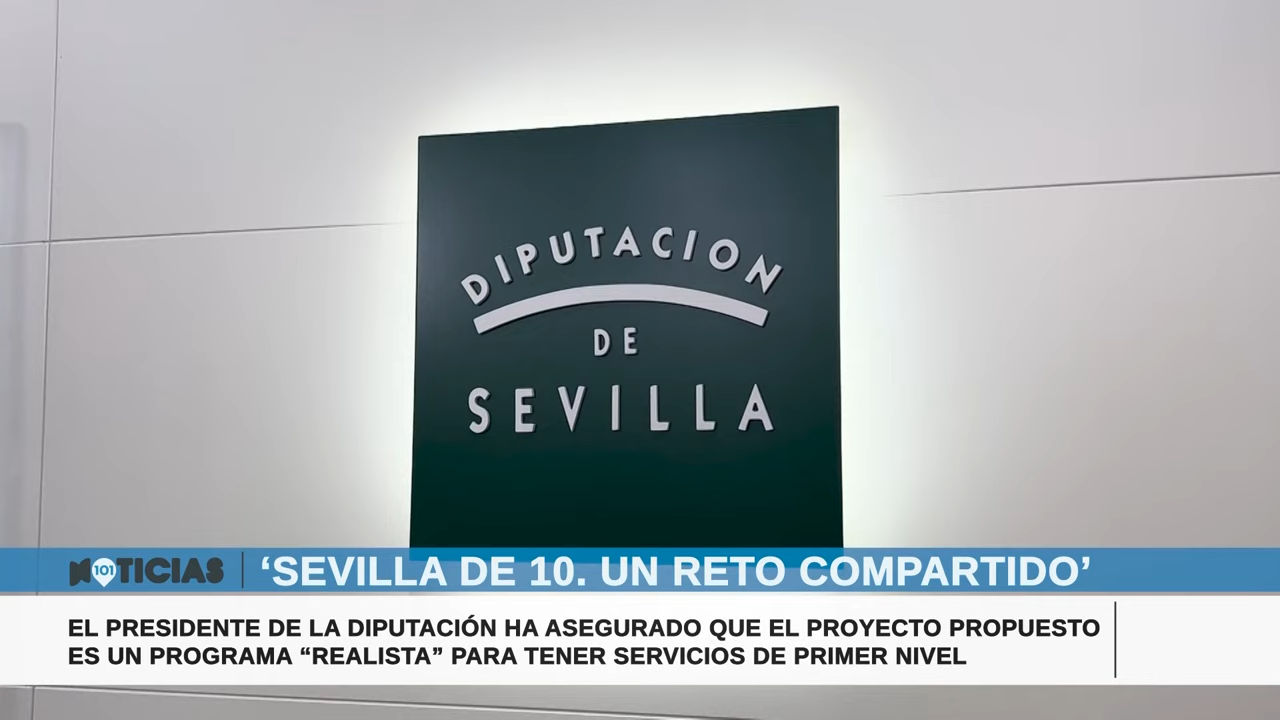 DIPUTACION
DE
SEVILLA
NOTICIAS 101
‘SEVILLA DE 10. UN RETO COMPARTIDO’
EL PRESIDENTE DE LA DIPUTACIÓN HA ASEGURADO QUE EL PROYECTO PROPUESTO
ES UN PROGRAMA “REALISTA” PARA TENER SERVICIOS DE PRIMER NIVEL